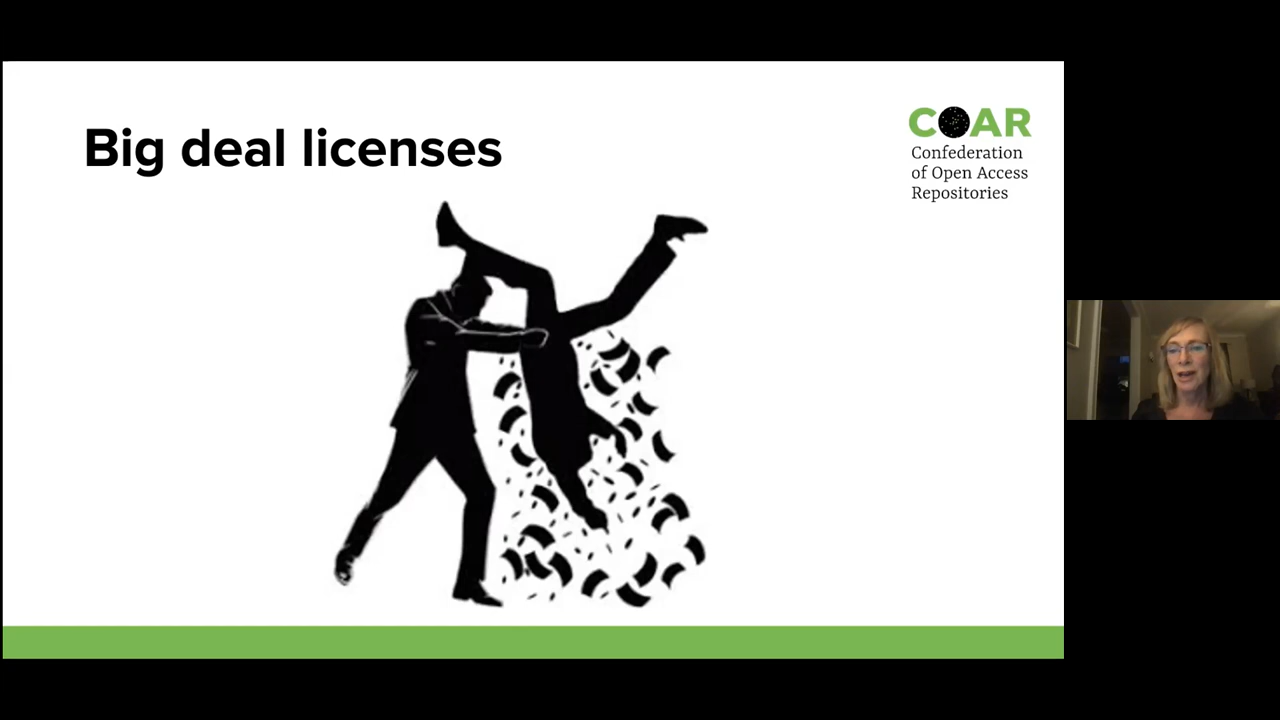 Big deal licenses
COAR
Confederation
of Open Access
Repositories